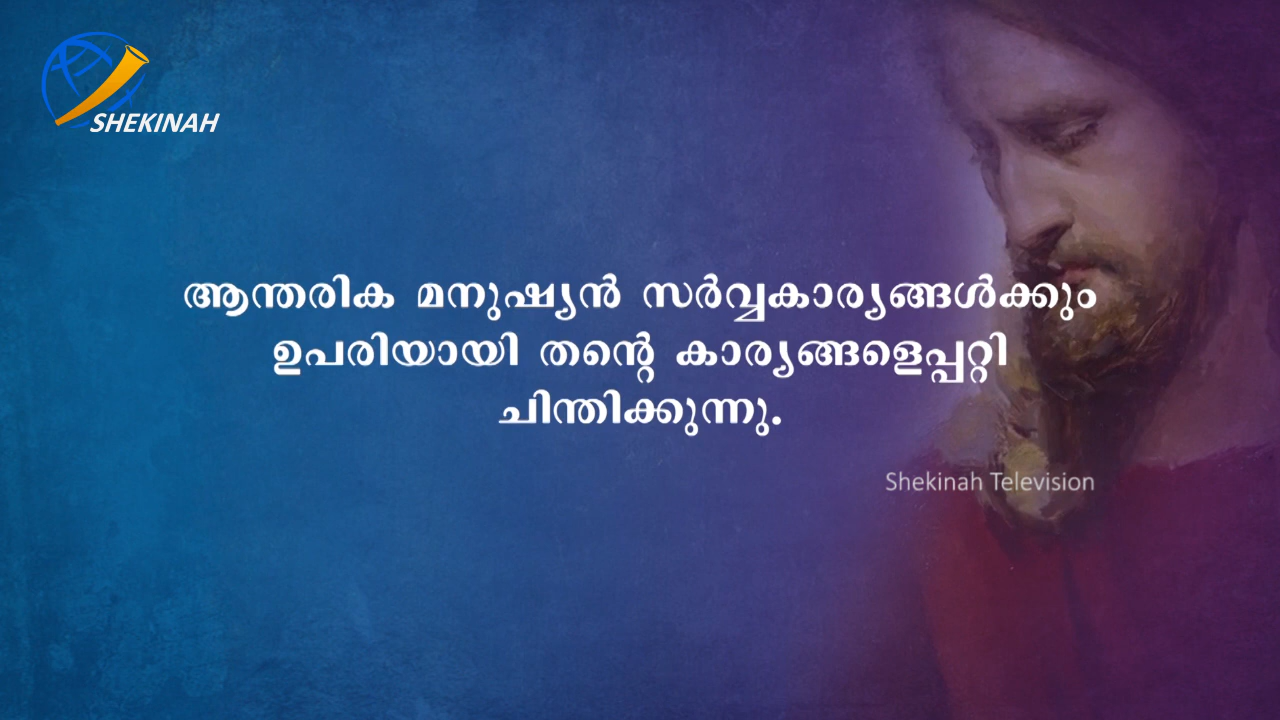 SHEKINAH
ആന്തരിക മനുഷ്യൻ സർവ്വകാര്യങ്ങൾക്കും
ഉപരിയായി തന്റെ കാര്യങ്ങളെപ്പറ്റി
ചിന്തിക്കുന്നു.
Shekinah Television